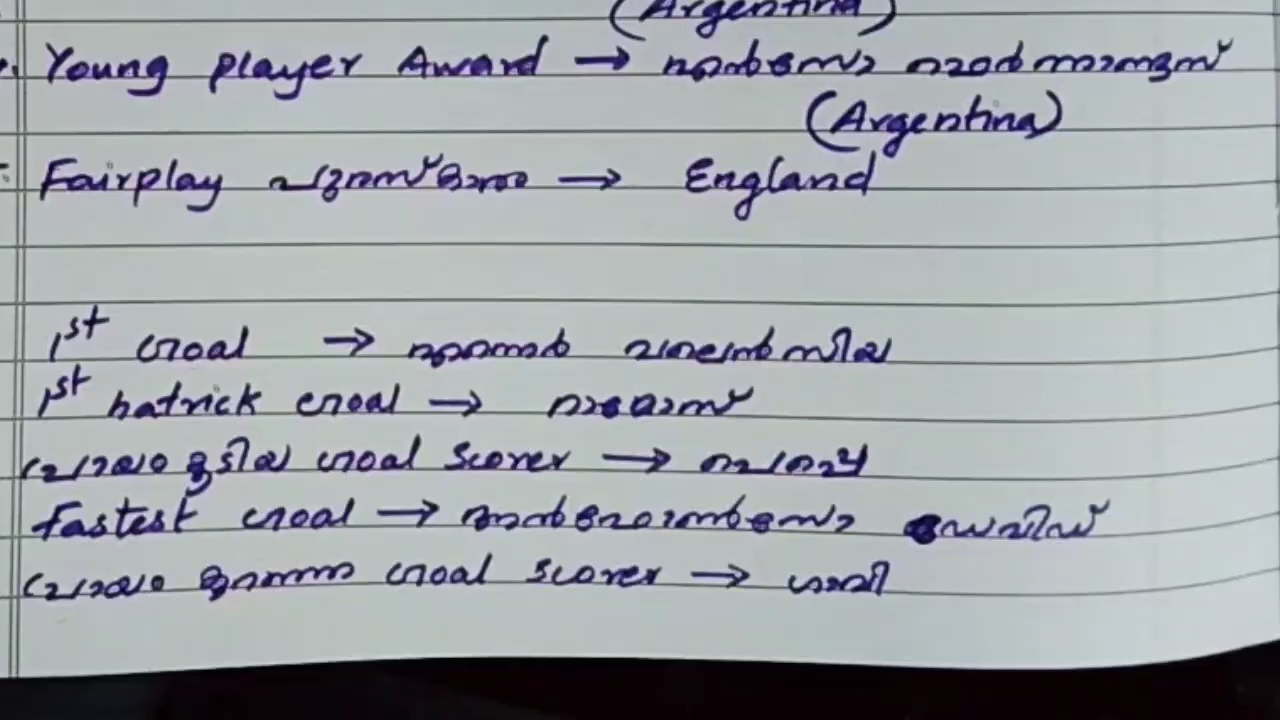 (Argentina)
Young player Award → എൻസോ ഫെർണാണ്ടസ്
(Argentina)
Fairplay പുരസ്‌കാരം → England
1st Goal → എന്നർ വലൻസിയ
1st hatrick Goal → റാമോസ്
പ്രായം കൂടിയ Goal Scorer → പെപ്പെ
Fastest Goal → അൽഫോൻസോ ഡേവിസ്
പ്രായം കുറഞ്ഞ Goal Scorer → ഗാവി